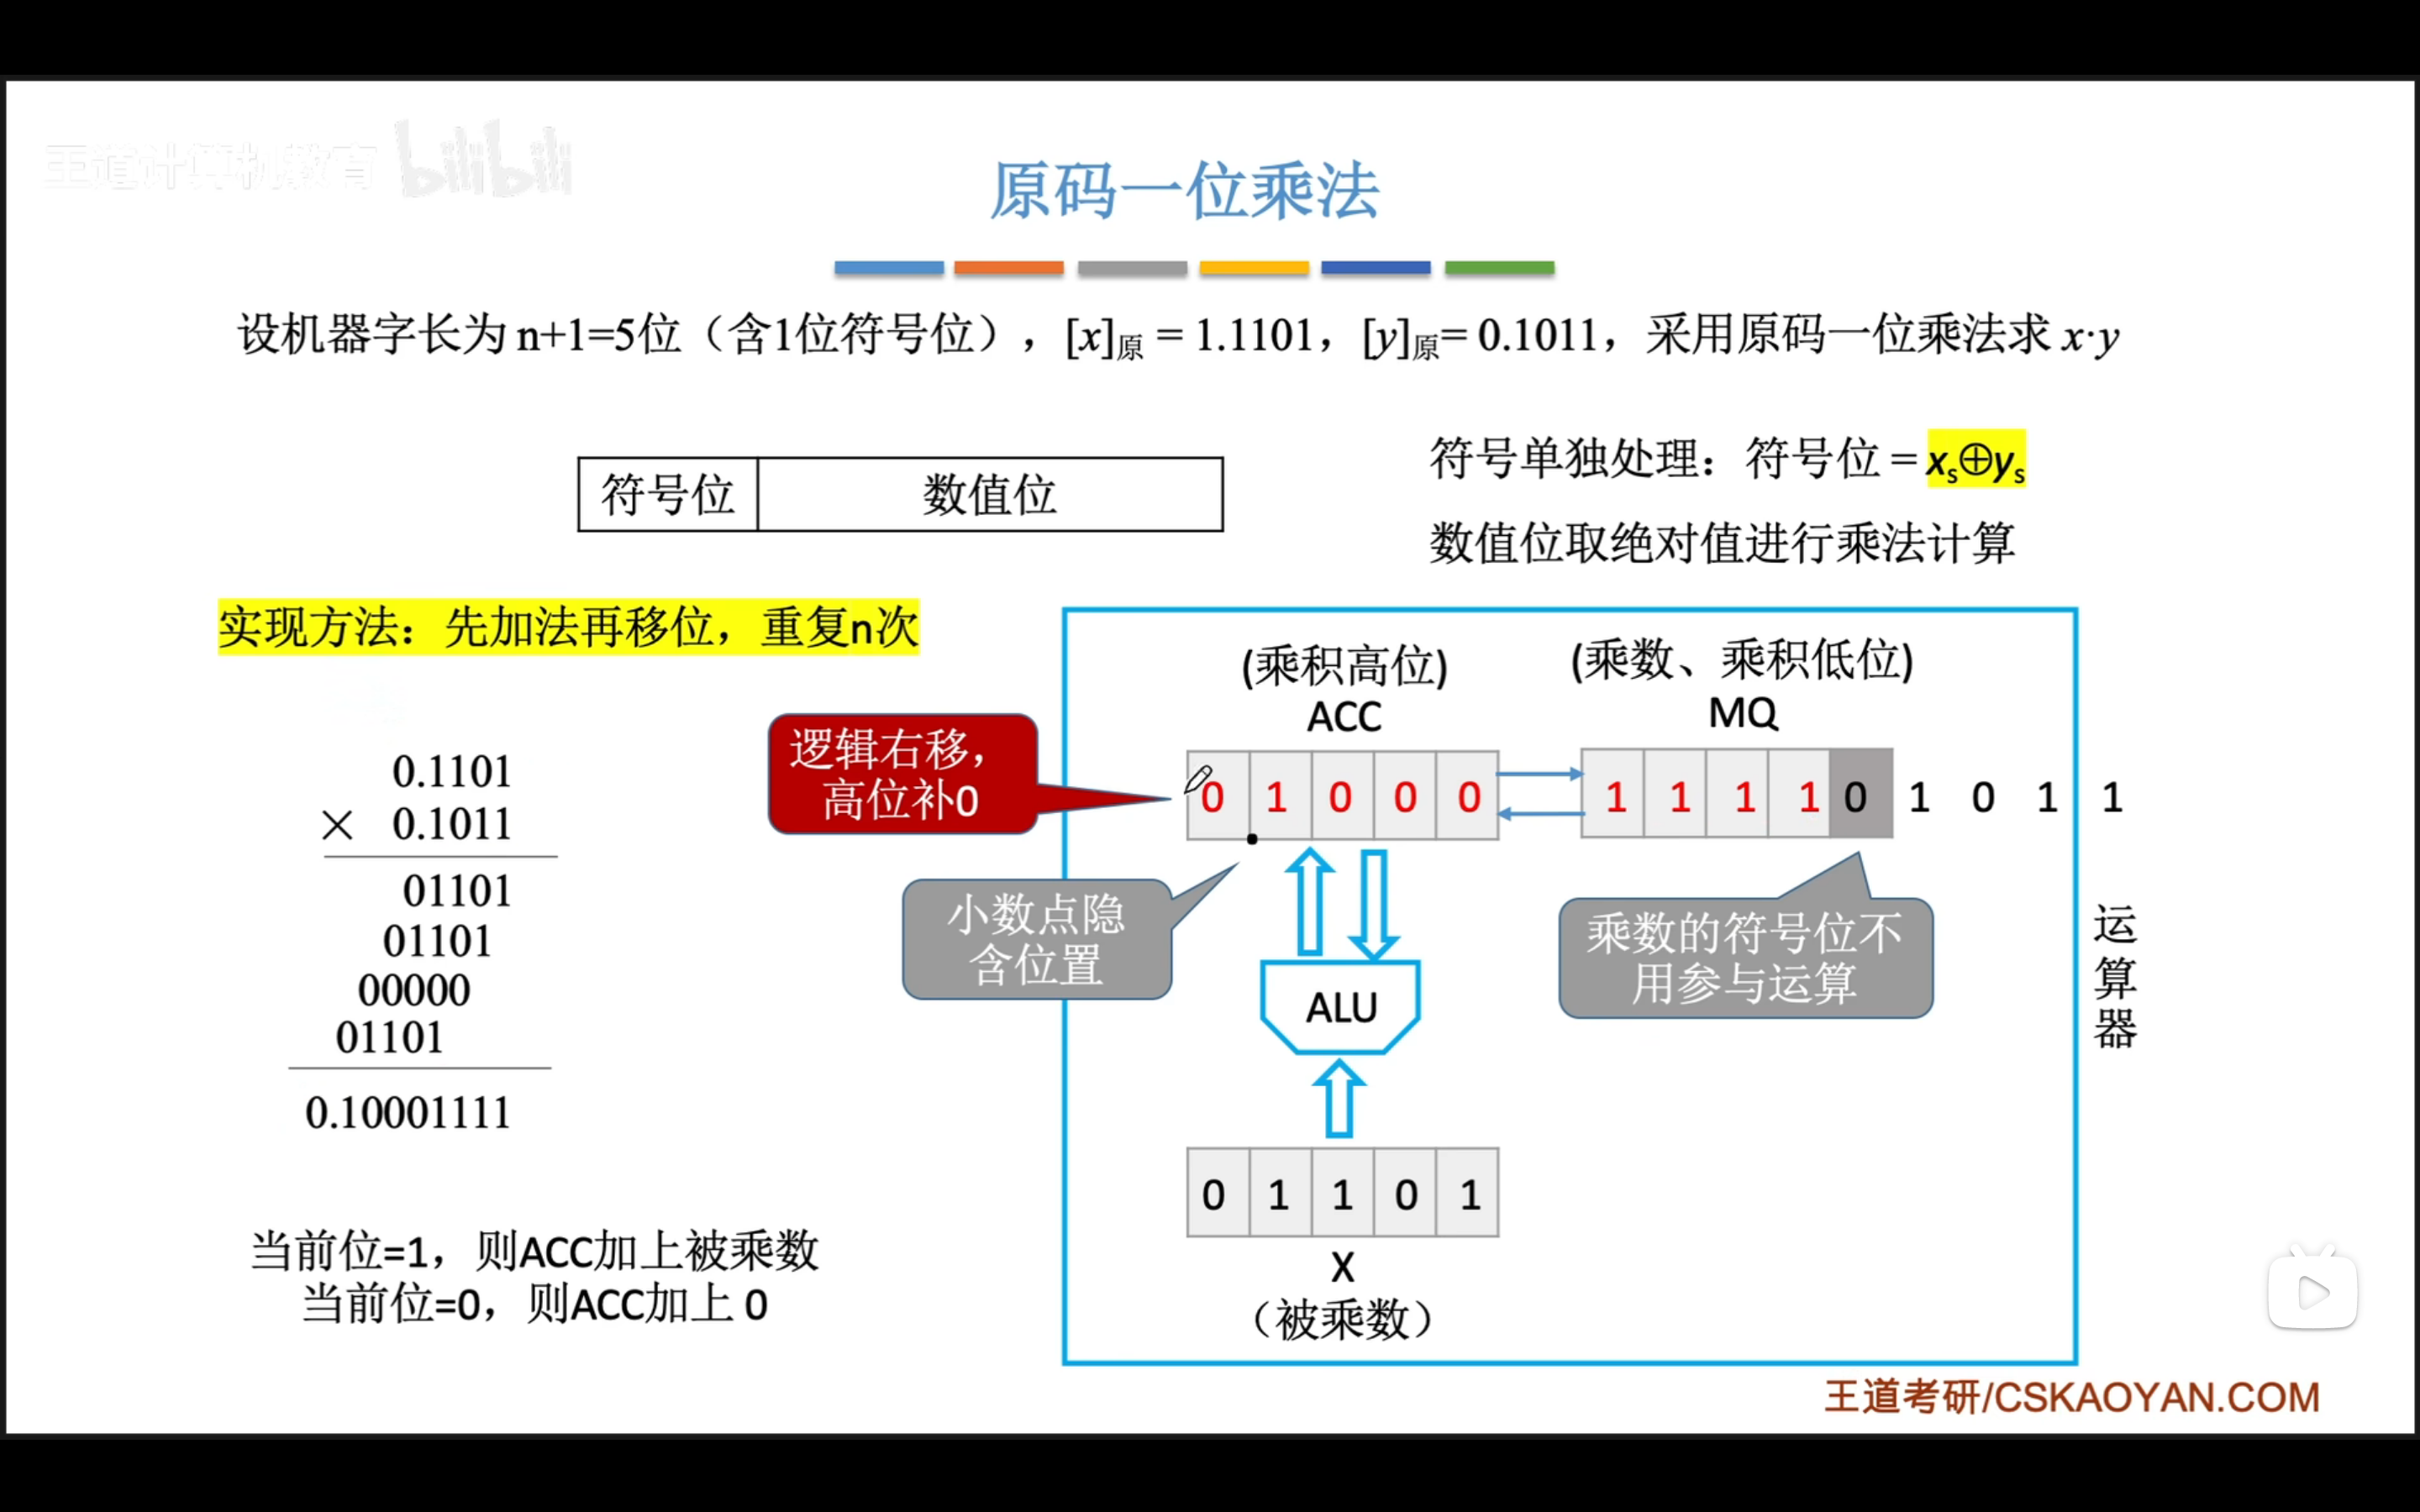 王道计算机教育 bilibili
原码一位乘法
设机器字长为 n+1=5位（含1位符号位），[x]原 = 1.1101，[y]原= 0.1011，采用原码一位乘法求 x·y
符号位 数值位
符号单独处理：符号位 = xs⊕ys
数值位取绝对值进行乘法计算
实现方法：先加法再移位，重复n次
0.1101
× 0.1011
01101
01101
00000
01101
0.10001111
当前位=1，则ACC加上被乘数
当前位=0，则ACC加上 0
逻辑右移，
高位补0
小数点隐
含位置
(乘积高位)
ACC
(乘数、乘积低位)
MQ
0 1 0 0 0
1 1 1 1 0 1 0 1 1
乘数的符号位不
用参与运算
ALU
0 1 1 0 1
X
（被乘数）
运算器
王道考研/CSKAOYAN.COM